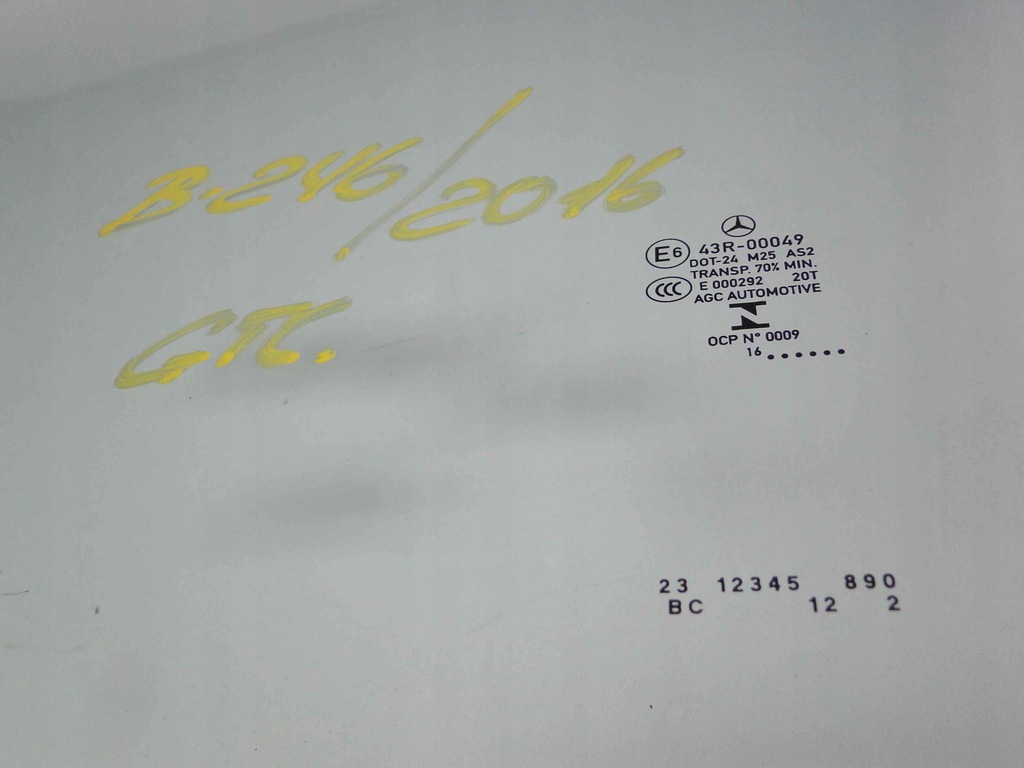 B-246/2016
GTC.
E6 43R-00049
DOT-24 M25 AS2
TRANSP. 70% MIN.
CCC E 000292 20T
AGC AUTOMOTIVE
OCP N° 0009
16 ......
23 12345 890
BC 12 2